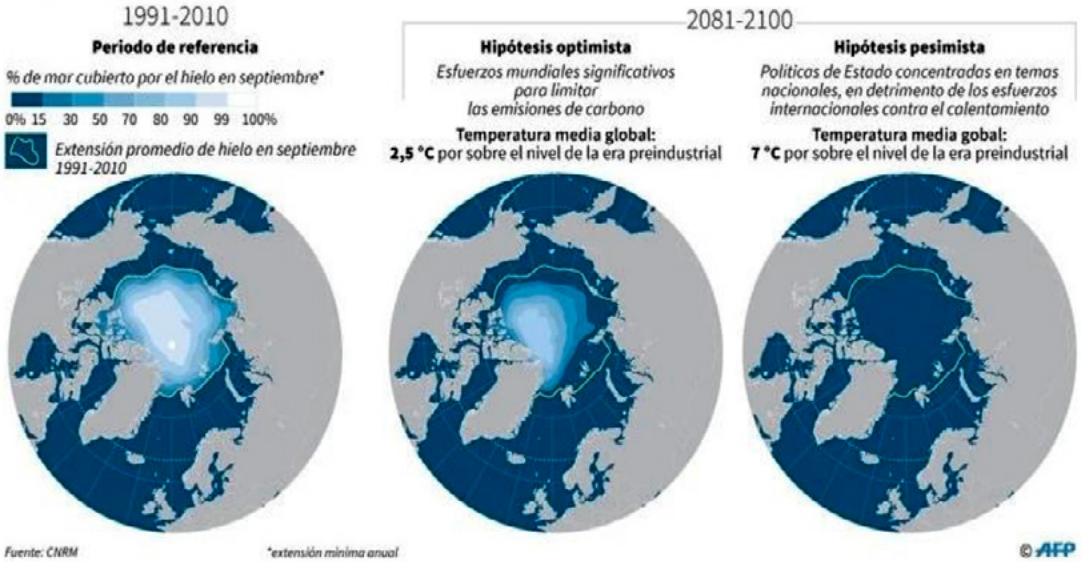 1991-2010
Periodo de referencia
% de mar cubierto por el hielo en septiembre*
0% 15 30 50 70 80 90 99 100%
Extensión promedio de hielo en septiembre
1991-2010
2081-2100
Hipótesis optimista
Esfuerzos mundiales significativos
para limitar
las emisiones de carbono
Temperatura media global:
2,5 °C por sobre el nivel de la era preindustrial
Hipótesis pesimista
Políticas de Estado concentradas en temas
nacionales, en detrimento de los esfuerzos
internacionales contra el calentamiento
Temperatura media gobal:
7 °C por sobre el nivel de la era preindustrial
Fuente: CNRM
*extensión mínima anual
© AFP